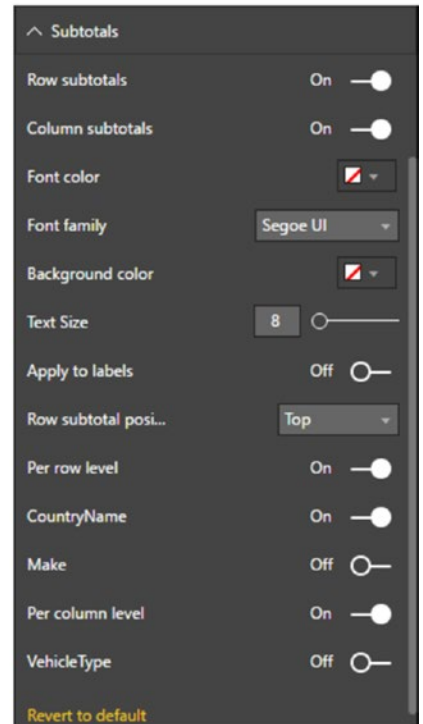 Subtotals
Row subtotals On
Column subtotals On
Font color
Font family Segoe UI
Background color
Text Size 8
Apply to labels Off
Row subtotal posi... Top
Per row level On
CountryName On
Make Off
Per column level On
VehicleType Off
Revert to default